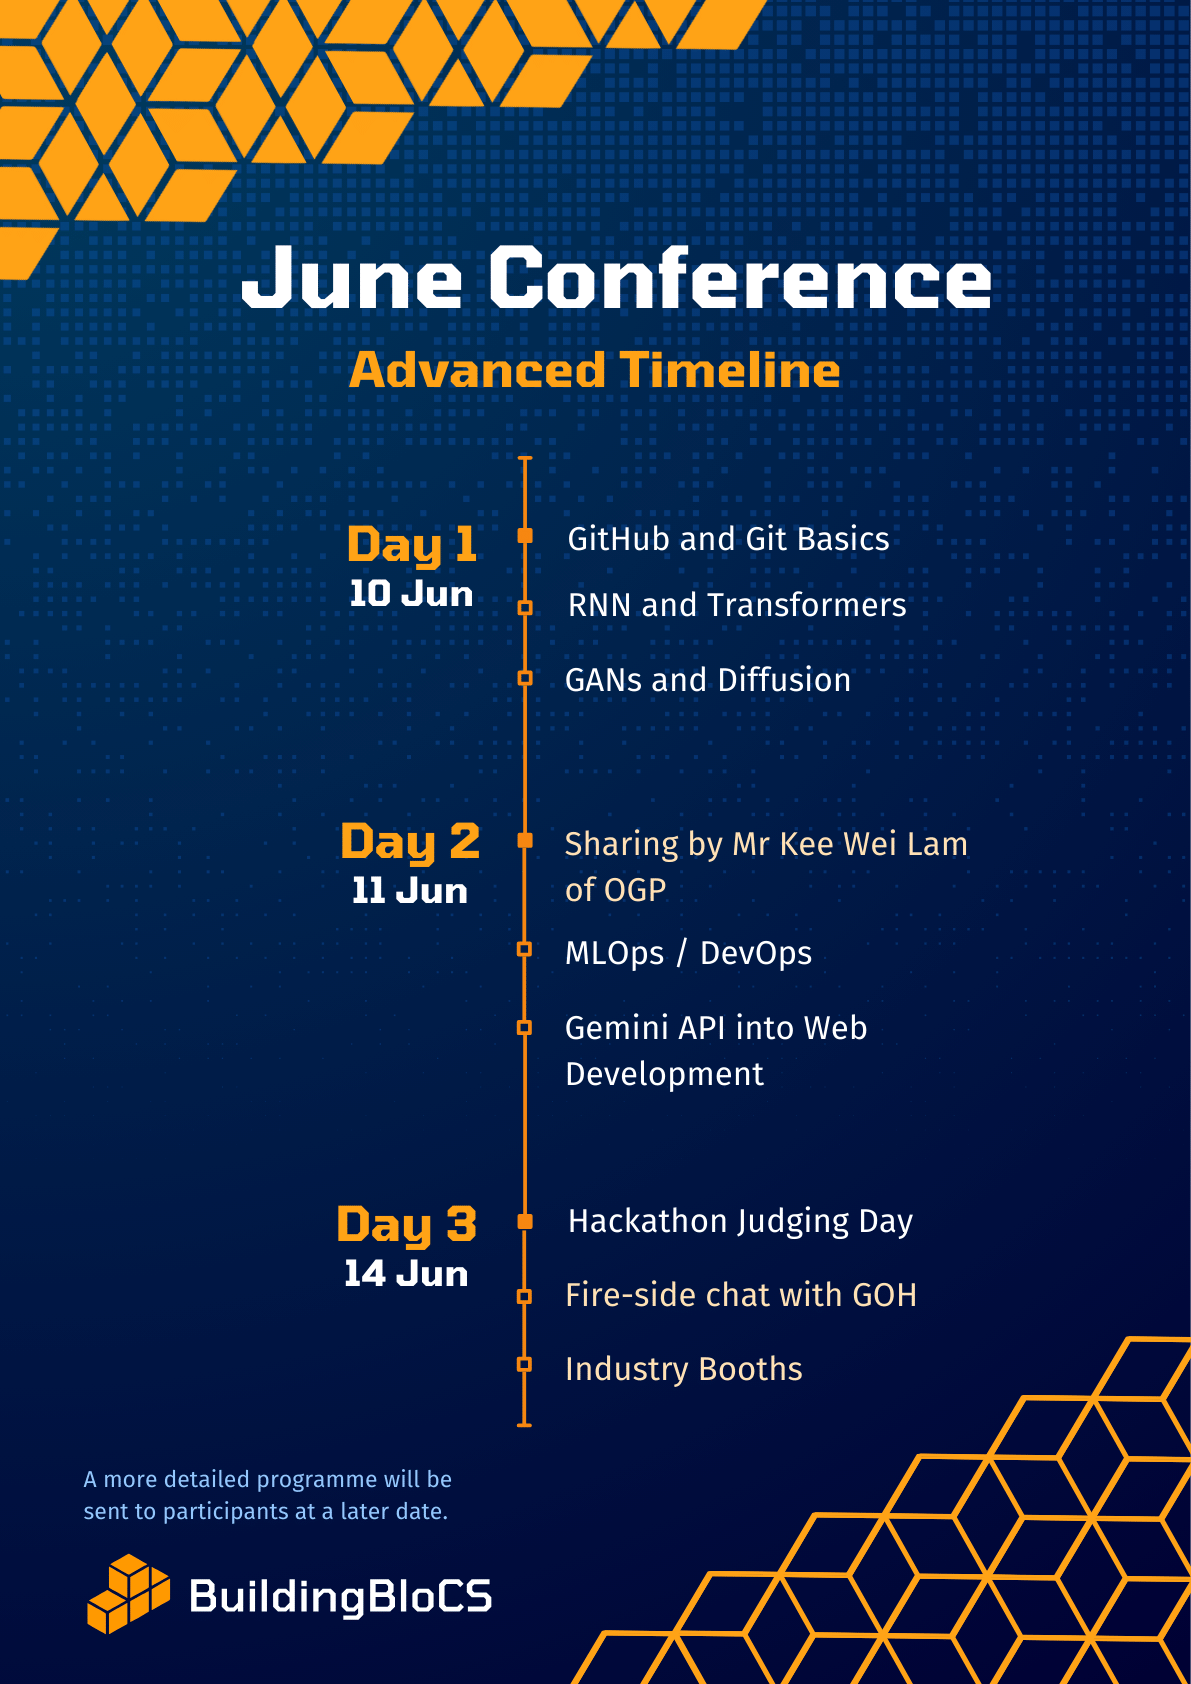 June Conference
Advanced Timeline
Day 1
10 Jun
GitHub and Git Basics
RNN and Transformers
GANs and Diffusion
Day 2
11 Jun
Sharing by Mr Kee Wei Lam
of OGP
MLOps / DevOps
Gemini API into Web
Development
Day 3
14 Jun
Hackathon Judging Day
Fire-side chat with GOH
Industry Booths
A more detailed programme will be
sent to participants at a later date.
BuildingBloCS